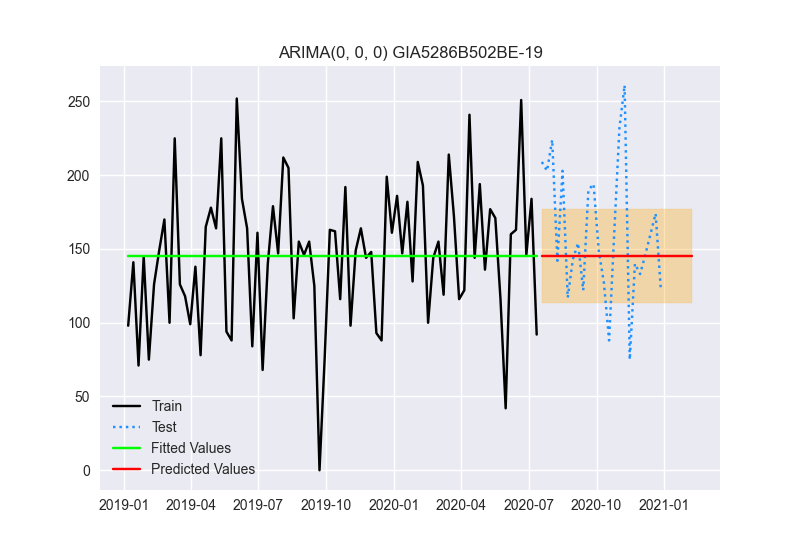 ARIMA(0, 0, 0) GIA5286B502BE-19
250
200
150
100
50
0
Train
Test
Fitted Values
Predicted Values
2019-01 2019-04 2019-07 2019-10 2020-01 2020-04 2020-07 2020-10 2021-01